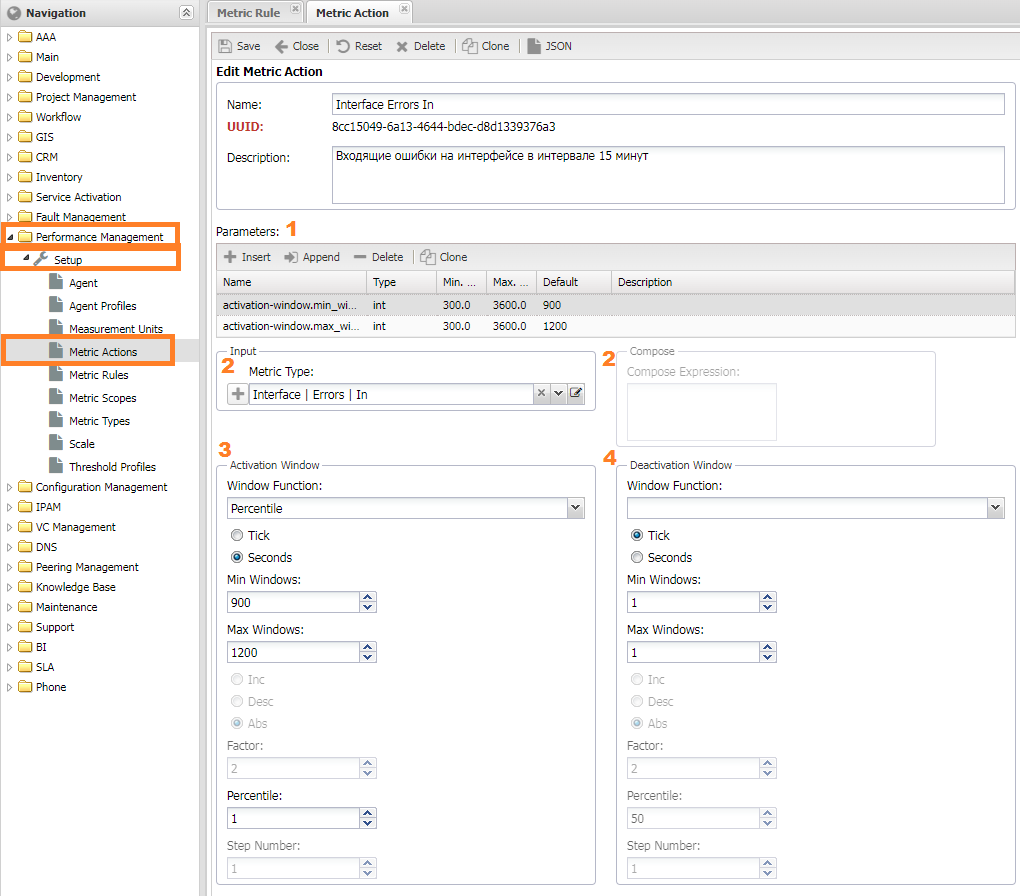 Navigation
AAA
Main
Development
Project Management
Workflow
GIS
CRM
Inventory
Service Activation
Fault Management
Performance Management
Setup
Agent
Agent Profiles
Measurement Units
Metric Actions
Metric Rules
Metric Scopes
Metric Types
Scale
Threshold Profiles
Configuration Management
IPAM
VC Management
DNS
Peering Management
Knowledge Base
Maintenance
Support
BI
SLA
Phone
Metric Rule Metric Action
Save Close Reset Delete Clone JSON
Edit Metric Action
Name: Interface Errors In
UUID: 8cc15049-6a13-4644-bdec-d8d1339376a3
Description: Входящие ошибки на интерфейсе в интервале 15 минут
Parameters: 1
Insert Append Delete Clone
Name Type Min. ... Max. ... Default Description
activation-window.min_wi... int 300.0 3600.0 900
activation-window.max_wi... int 300.0 3600.0 1200
Input
2
Metric Type:
Interface | Errors | In
2
Compose
Compose Expression:
3
Activation Window
Window Function:
Percentile
Tick
Seconds
Min Windows:
900
Max Windows:
1200
Inc
Desc
Abs
Factor:
2
Percentile:
1
Step Number:
1
4
Deactivation Window
Window Function:
Tick
Seconds
Min Windows:
1
Max Windows:
1
Inc
Desc
Abs
Factor:
2
Percentile:
50
Step Number:
1